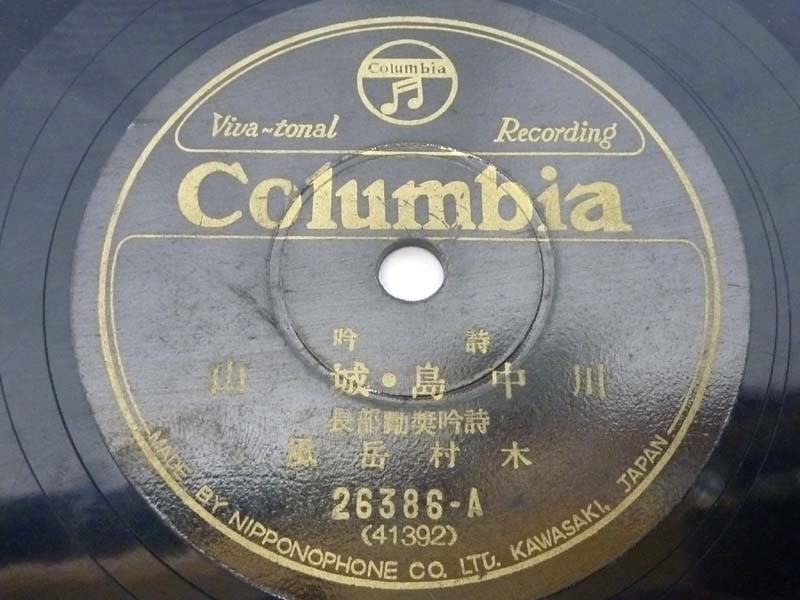 Columbia
Viva-tonal Recording
Columbia
詩吟
川中島・城山
詩吟奬勵部長
木村岳風
26386-A
(41392)
MADE BY NIPPONOPHONE CO. LTD. KAWASAKI, JAPAN